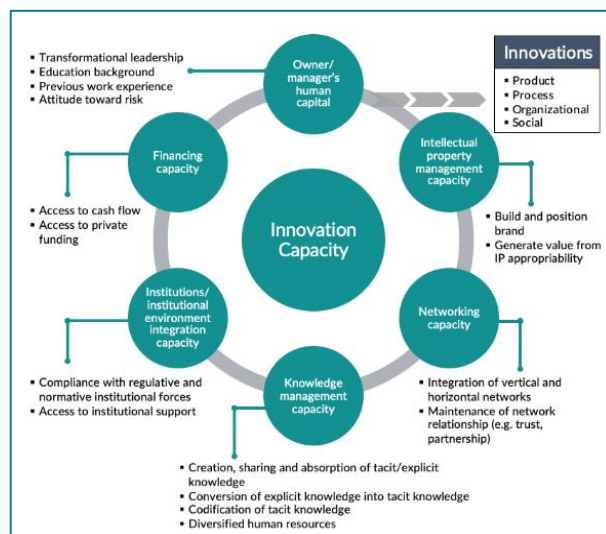 ▪ Transformational leadership
▪ Education background
▪ Previous work experience
▪ Attitude toward risk
Owner/
manager's
human
capital
Innovations
▪ Product
▪ Process
▪ Organizational
▪ Social
Financing
capacity
Intellectual
property
management
capacity
▪ Access to cash flow
▪ Access to private
funding
Innovation
Capacity
▪ Build and position
brand
▪ Generate value from
IP appropriability
Institutions/
institutional
environment
integration
capacity
Networking
capacity
▪ Compliance with regulative and
normative institutional forces
▪ Access to institutional support
Knowledge
management
capacity
▪ Integration of vertical and
horizontal networks
▪ Maintenance of network
relationship (e.g. trust,
partnership)
▪ Creation, sharing and absorption of tacit/explicit
knowledge
▪ Conversion of explicit knowledge into tacit knowledge
▪ Codification of tacit knowledge
▪ Diversified human resources